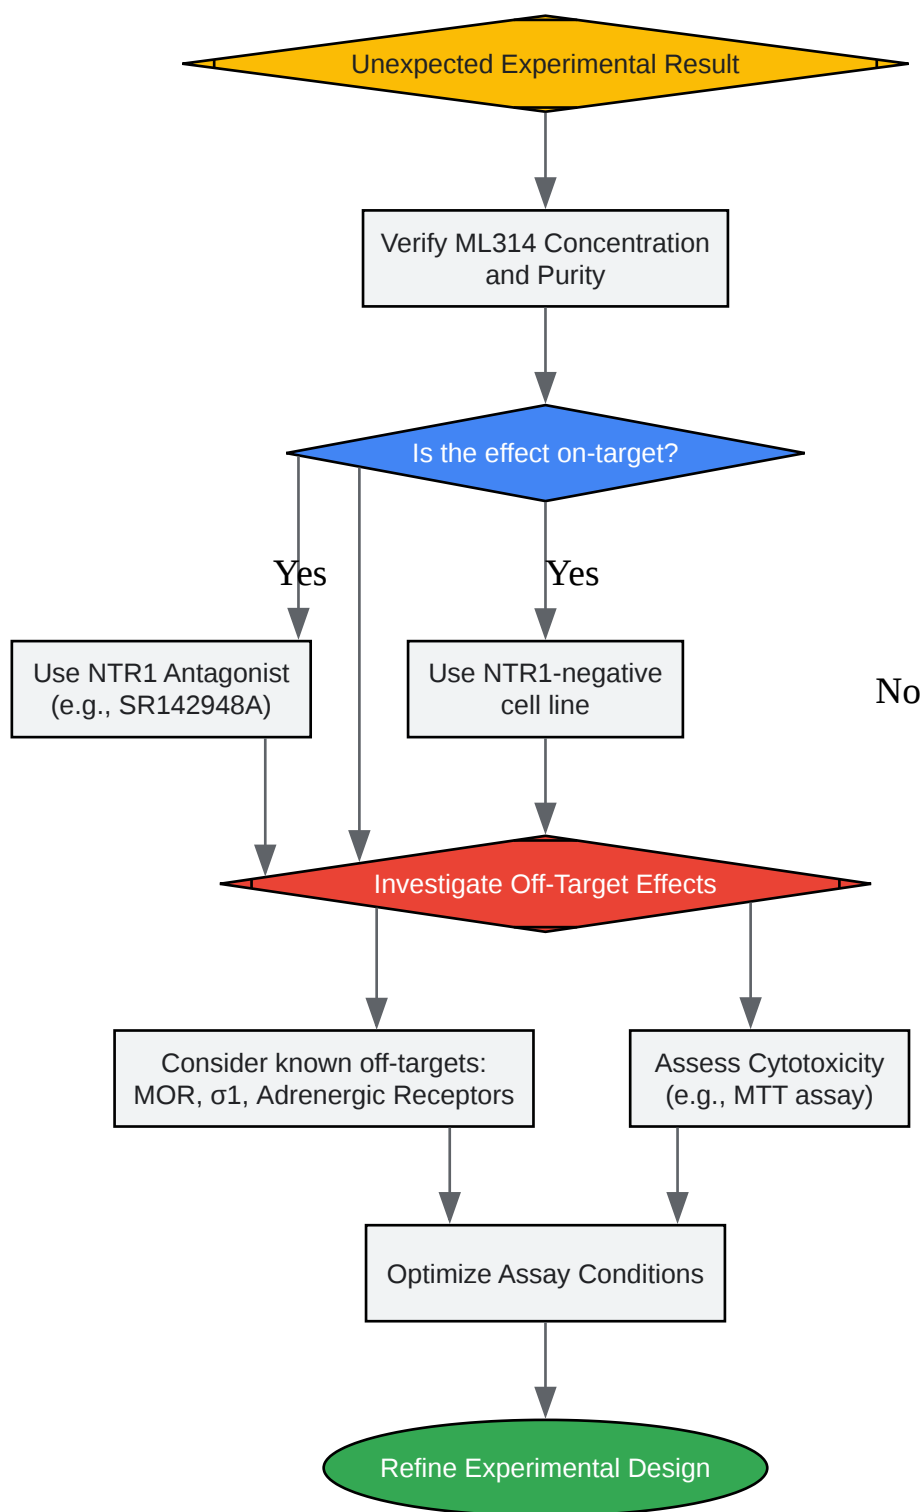 Unexpected Experimental Result
Verify ML314 Concentration
and Purity
Is the effect on-target?
Yes
Yes
Use NTR1 Antagonist
(e.g., SR142948A)
Use NTR1-negative
cell line
No
Investigate Off-Target Effects
Consider known off-targets:
MOR, σ1, Adrenergic Receptors
Assess Cytotoxicity
(e.g., MTT assay)
Optimize Assay Conditions
Refine Experimental Design